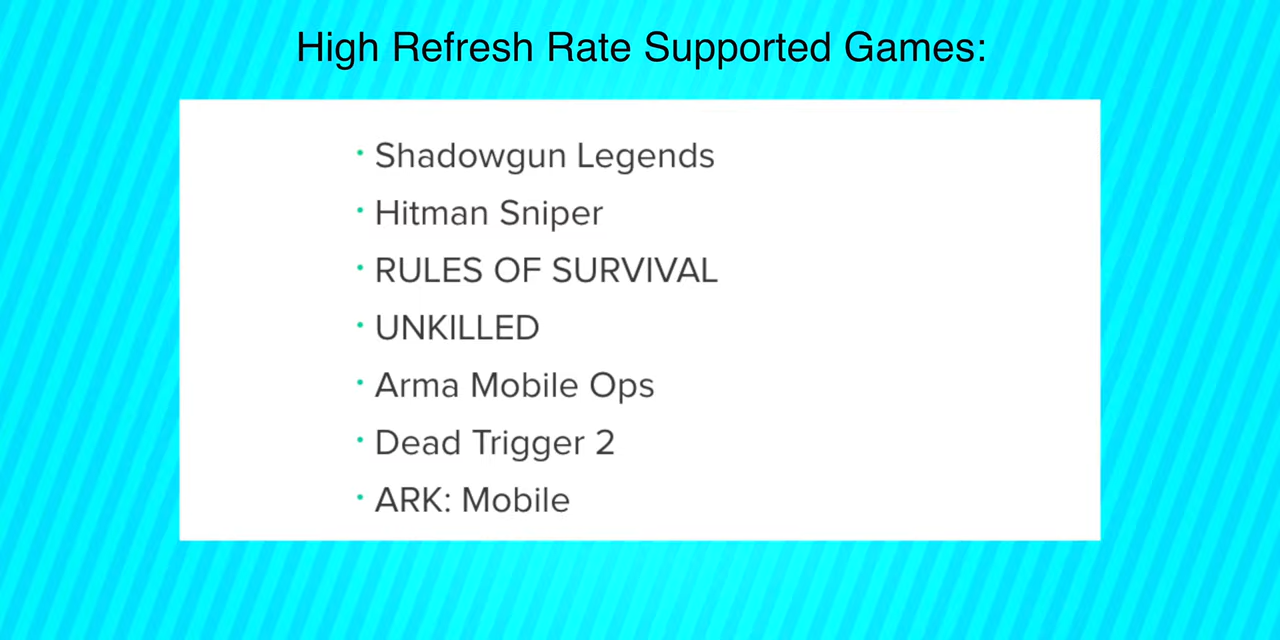 High Refresh Rate Supported Games:
· Shadowgun Legends
· Hitman Sniper
· RULES OF SURVIVAL
· UNKILLED
· Arma Mobile Ops
· Dead Trigger 2
· ARK: Mobile